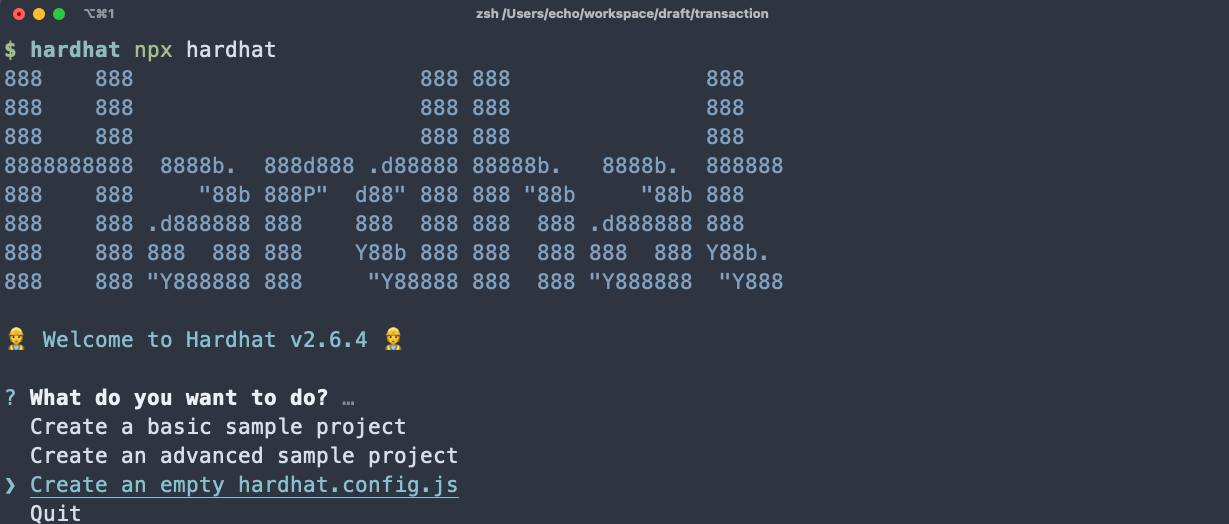 ⌥⌘1 zsh /Users/echo/workspace/draft/transaction
$ hardhat npx hardhat
888    888                      888 888               888
888    888                      888 888               888
888    888                      888 888               888
8888888888  8888b.  888d888 .d88888 88888b.   8888b.  888888
888    888     "88b 888P"  d88" 888 888 "88b     "88b 888
888    888 .d888888 888    888  888 888  888 .d888888 888
888    888 888  888 888    Y88b 888 888  888 888  888 Y88b.
888    888 "Y888888 888     "Y88888 888  888 "Y888888  "Y888
👷 Welcome to Hardhat v2.6.4 👷
? What do you want to do? …
Create a basic sample project
Create an advanced sample project
❯ Create an empty hardhat.config.js
Quit